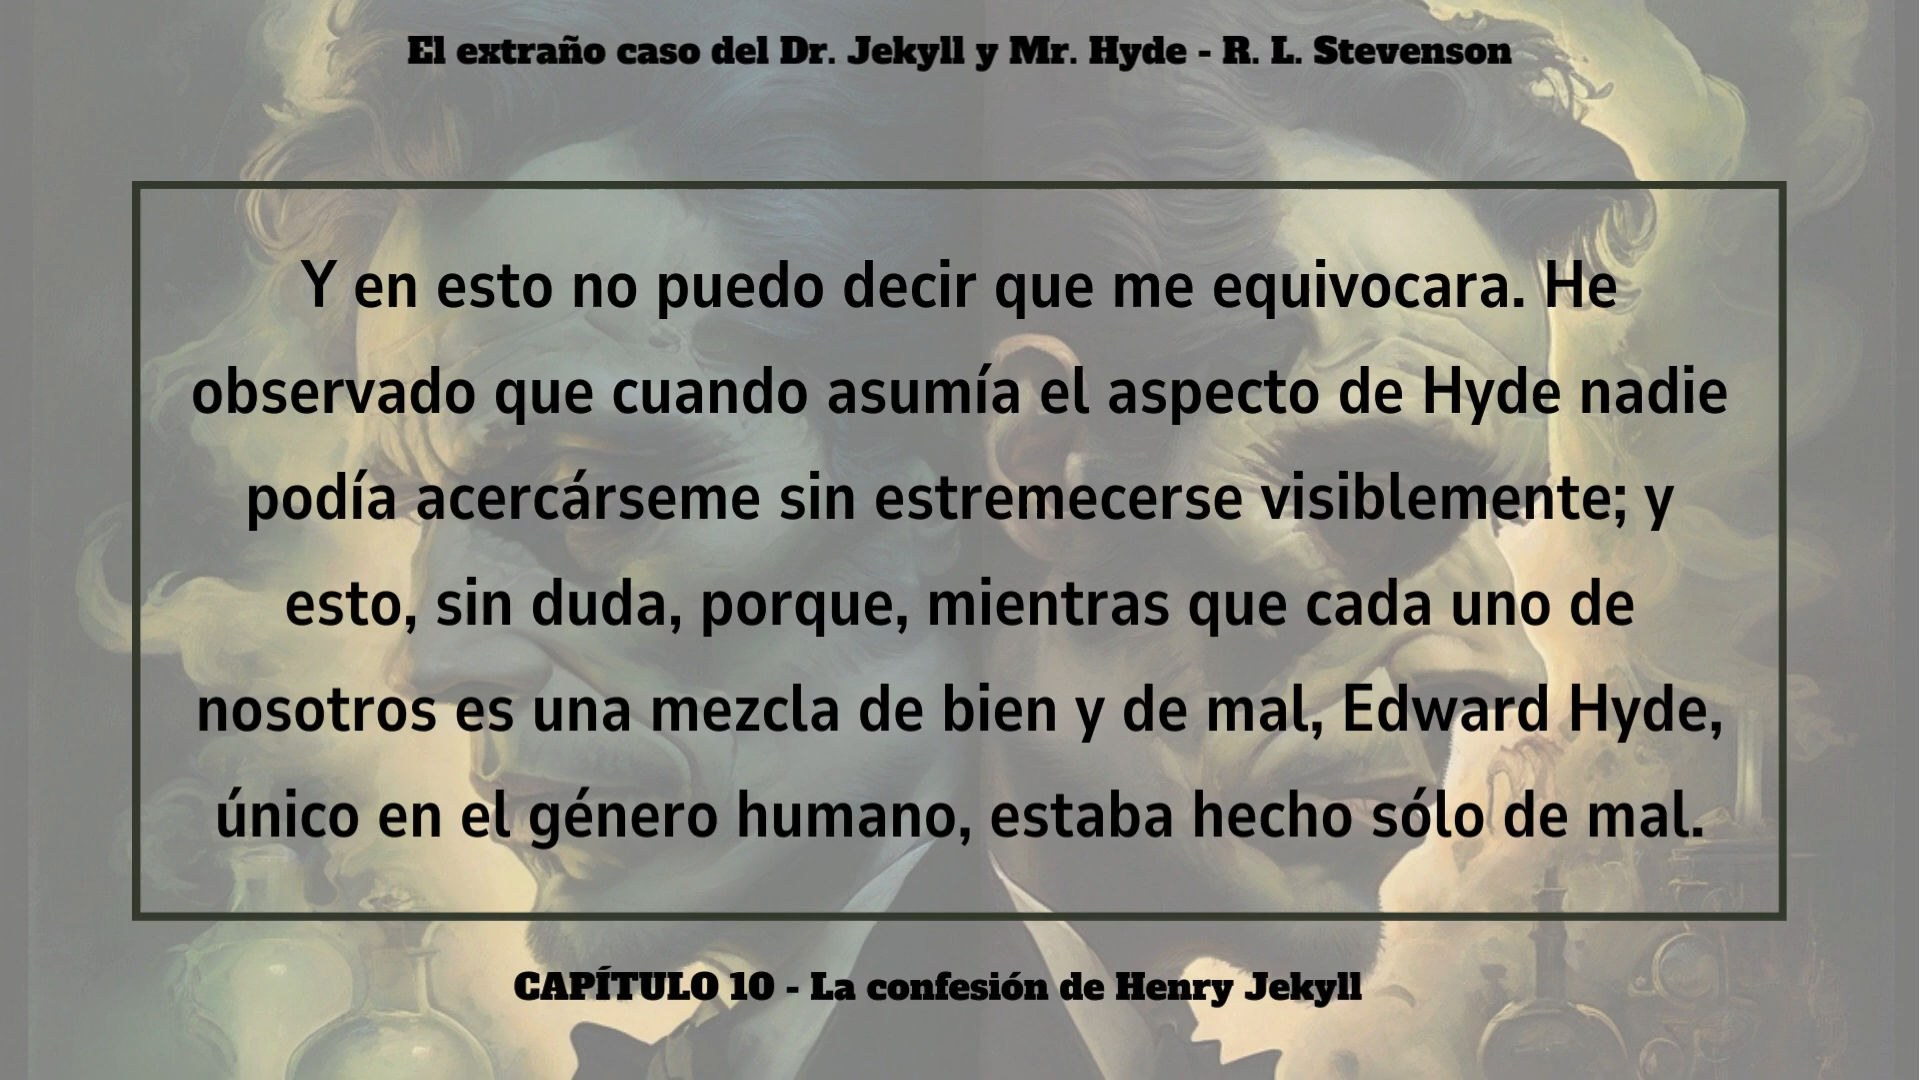 El extraño caso del Dr. Jekyll y Mr. Hyde - R. L. Stevenson
Y en esto no puedo decir que me equivocara. He
observado que cuando asumía el aspecto de Hyde nadie
podía acercárseme sin estremecerse visiblemente; y
esto, sin duda, porque, mientras que cada uno de
nosotros es una mezcla de bien y de mal, Edward Hyde,
único en el género humano, estaba hecho sólo de mal.
CAPÍTULO 10 - La confesión de Henry Jekyll